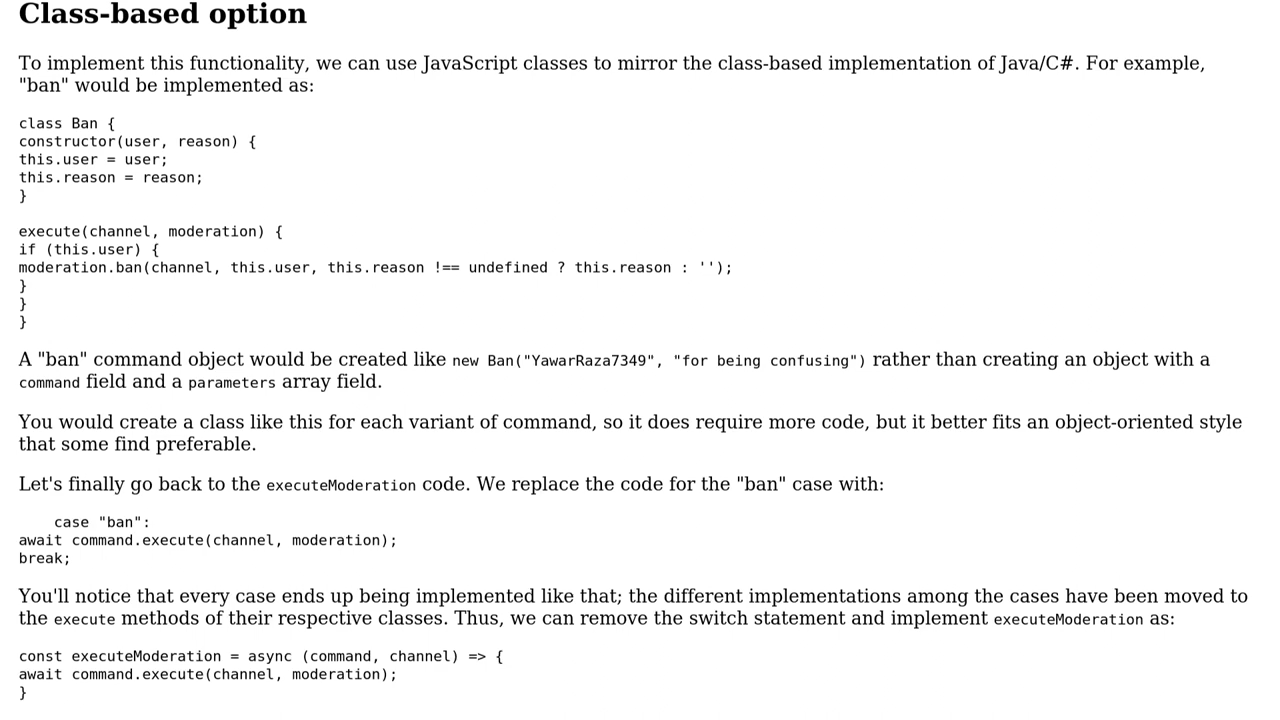 Class-based option
To implement this functionality, we can use JavaScript classes to mirror the class-based implementation of Java/C#. For example,
"ban" would be implemented as:
class Ban {
constructor(user, reason) {
this.user = user;
this.reason = reason;
}
execute(channel, moderation) {
if (this.user) {
moderation.ban(channel, this.user, this.reason !== undefined ? this.reason : '');
}
}
}
A "ban" command object would be created like new Ban("YawarRaza7349", "for being confusing") rather than creating an object with a
command field and a parameters array field.
You would create a class like this for each variant of command, so it does require more code, but it better fits an object-oriented style
that some find preferable.
Let's finally go back to the executeModeration code. We replace the code for the "ban" case with:
    case "ban":
await command.execute(channel, moderation);
break;
You'll notice that every case ends up being implemented like that; the different implementations among the cases have been moved to
the execute methods of their respective classes. Thus, we can remove the switch statement and implement executeModeration as:
const executeModeration = async (command, channel) => {
await command.execute(channel, moderation);
}